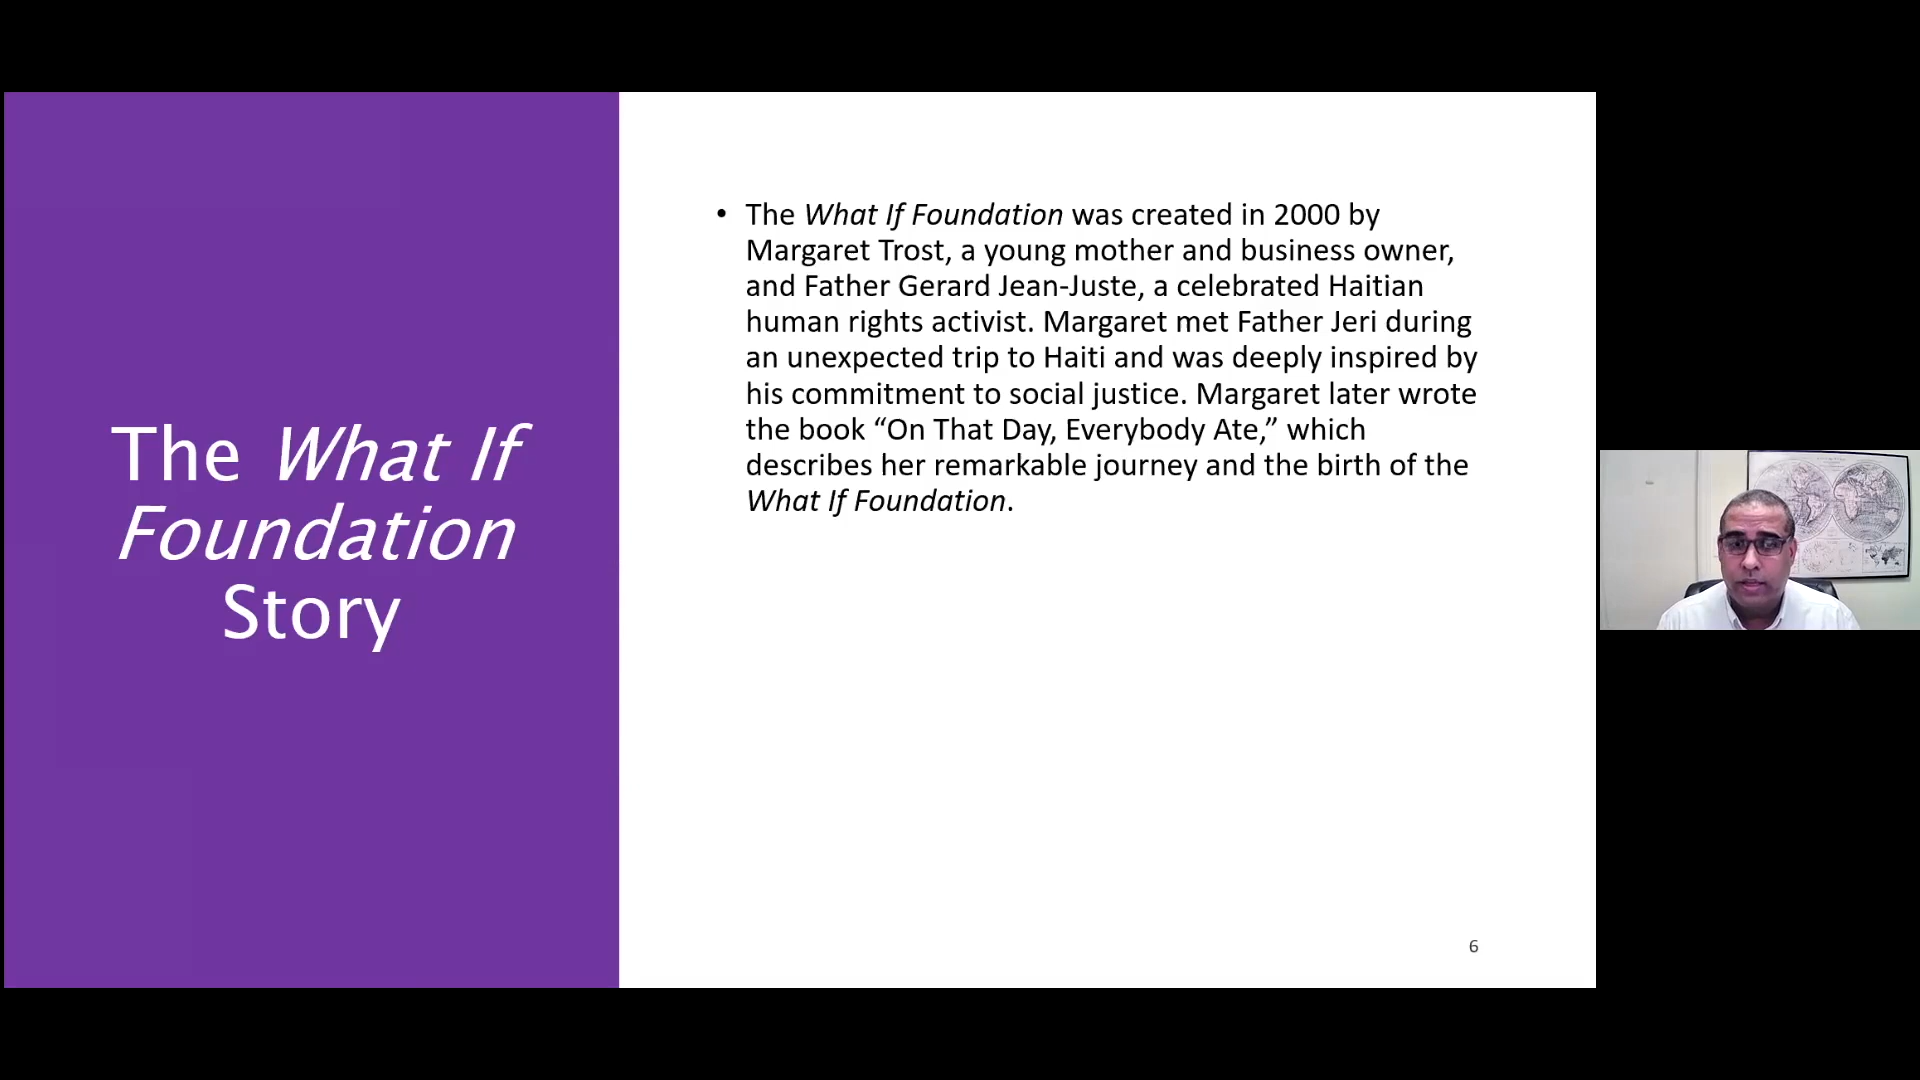 The What If
Foundation
Story
• The What If Foundation was created in 2000 by
Margaret Trost, a young mother and business owner,
and Father Gerard Jean-Juste, a celebrated Haitian
human rights activist. Margaret met Father Jeri during
an unexpected trip to Haiti and was deeply inspired by
his commitment to social justice. Margaret later wrote
the book “On That Day, Everybody Ate,” which
describes her remarkable journey and the birth of the
What If Foundation.
6